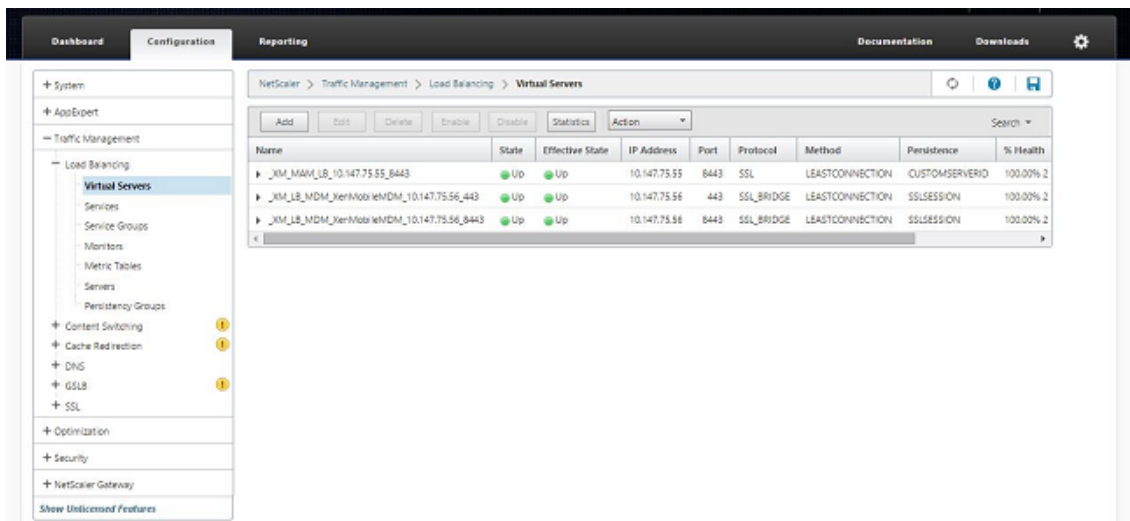 Dashboard Configuration Reporting Documentation Downloads
NetScaler > Traffic Management > Load Balancing > Virtual Servers
+ System
+ AppExpert
− Traffic Management
− Load Balancing
Virtual Servers
Services
Service Groups
Monitors
Metric Tables
Servers
Persistency Groups
+ Content Switching
+ Cache Redirection
+ DNS
+ GSLB
+ SSL
+ Optimization
+ Security
+ NetScaler Gateway
Show Unlicensed Features
Add Edit Delete Enable Disable Statistics Action Search
Name State Effective State IP Address Port Protocol Method Persistence % Health
_XM_MAM_LB_10.147.75.55_8443 Up Up 10.147.75.55 8443 SSL LEASTCONNECTION CUSTOMSERVERID 100.00% 2
_XM_LB_MDM_XenMobileMDM_10.147.75.56_443 Up Up 10.147.75.56 443 SSL_BRIDGE LEASTCONNECTION SSLSESSION 100.00% 2
_XM_LB_MDM_XenMobileMDM_10.147.75.56_8443 Up Up 10.147.75.56 8443 SSL_BRIDGE LEASTCONNECTION SSLSESSION 100.00% 2